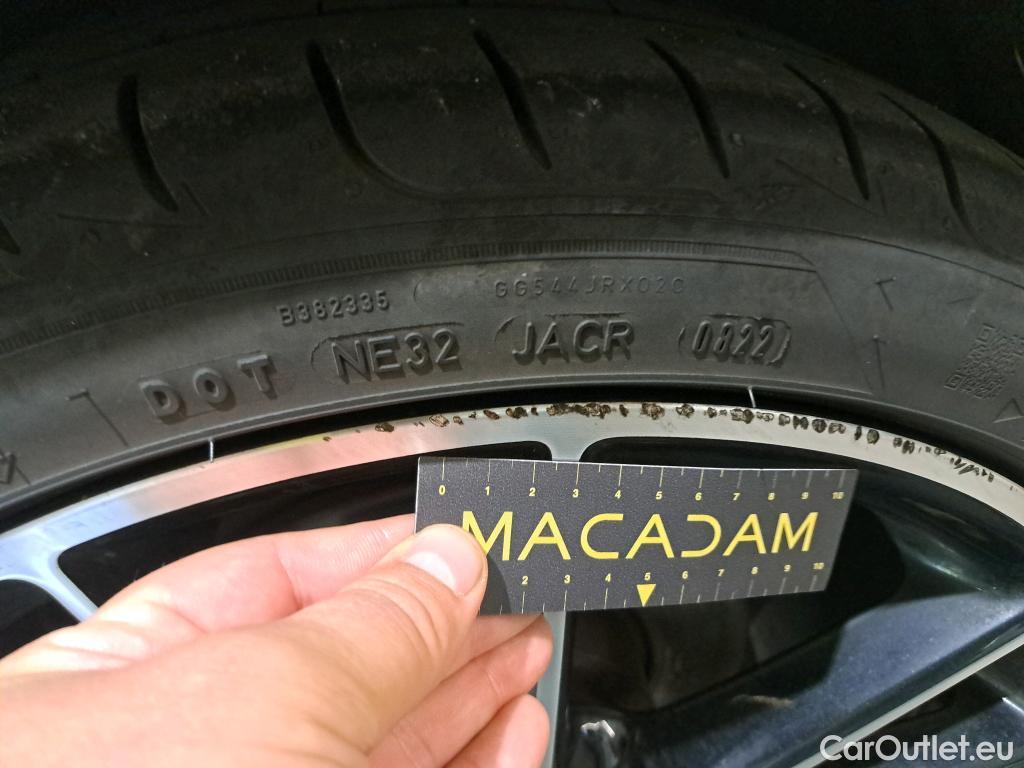 B382335 GG544JRX02C
DOT NE32 JACR 0822
0 1 2 3 4 5 6 7 8 9 10
MACADAM
2 3 4 5 6 7 8 9 10
CarOutlet.eu